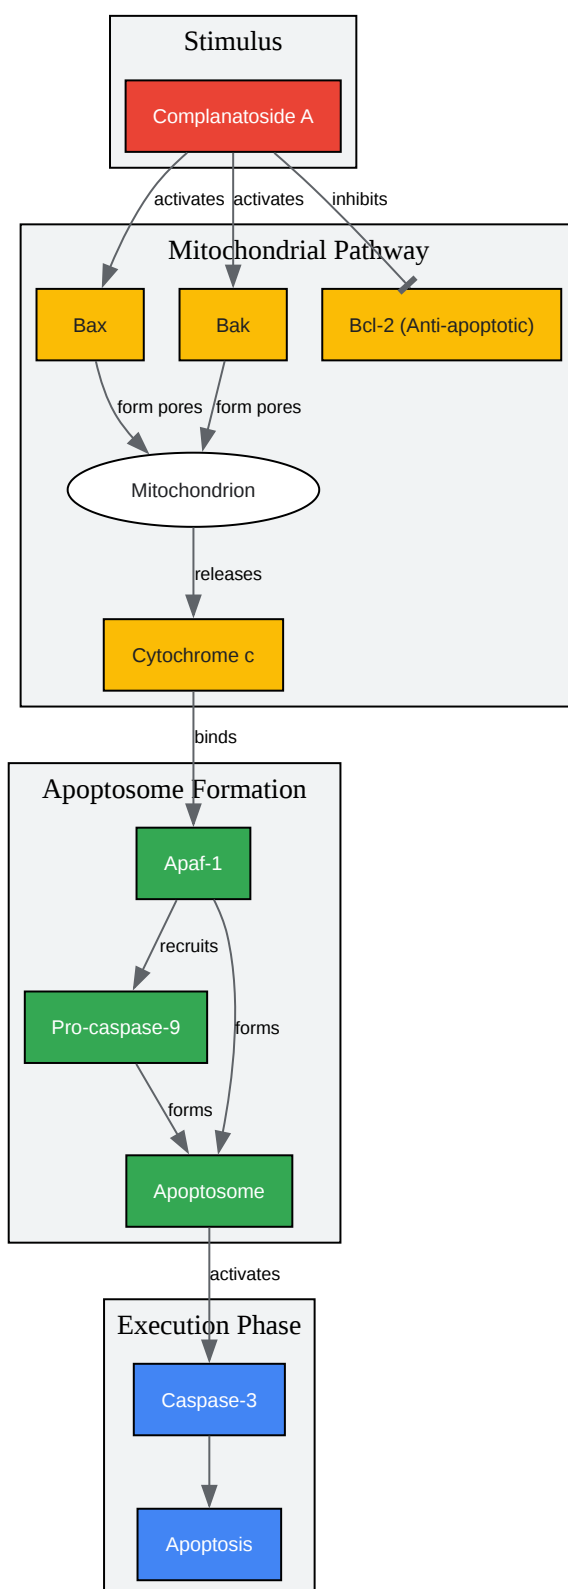 Stimulus
Complanatoside A
activates
activates
inhibits
Mitochondrial Pathway
Bax
Bak
Bcl-2 (Anti-apoptotic)
form pores
form pores
Mitochondrion
releases
Cytochrome c
binds
Apoptosome Formation
Apaf-1
recruits
Pro-caspase-9
forms
forms
Apoptosome
activates
Execution Phase
Caspase-3
Apoptosis